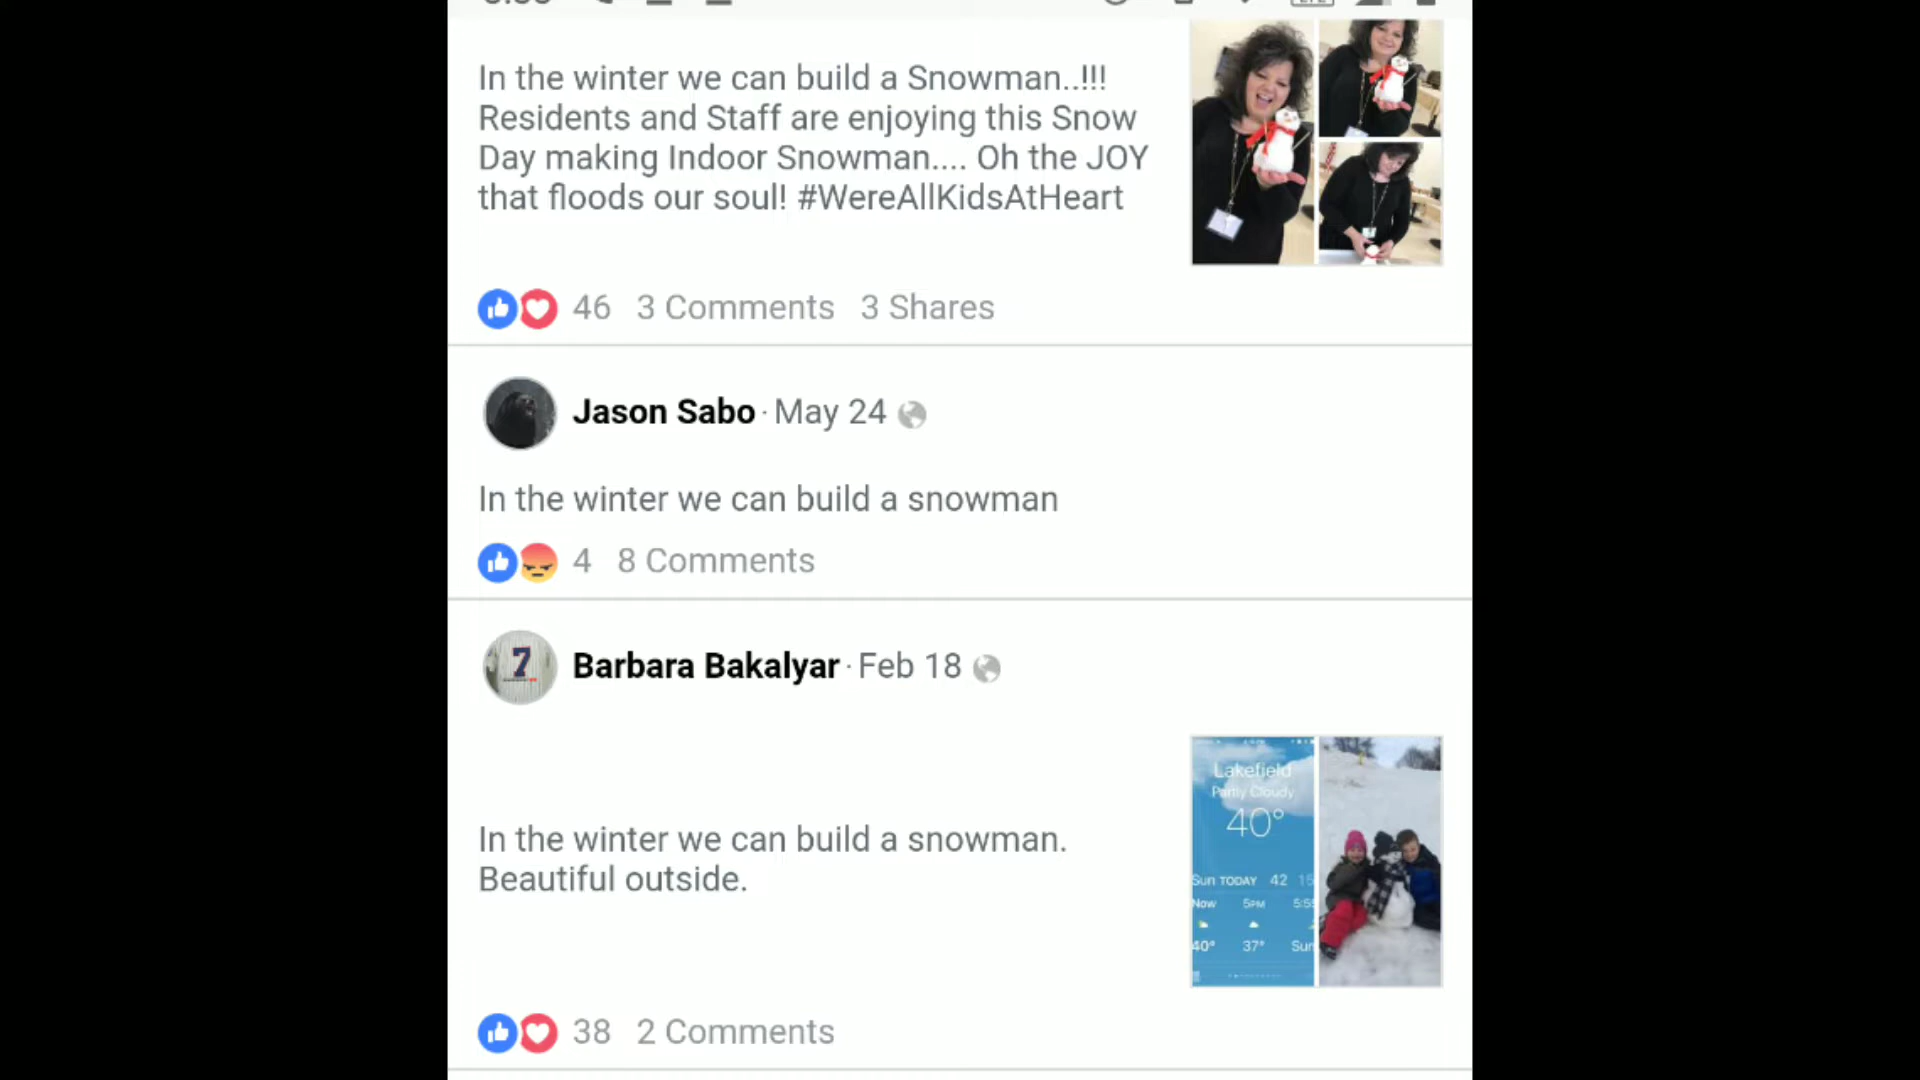 In the winter we can build a Snowman..!!!
Residents and Staff are enjoying this Snow
Day making Indoor Snowman.... Oh the JOY
that floods our soul! #WereAllKidsAtHeart
46 3 Comments 3 Shares
Jason Sabo · May 24
In the winter we can build a snowman
4 8 Comments
Barbara Bakalyar · Feb 18
7
Lakefield
Partly Cloudy
40°
In the winter we can build a snowman.
Beautiful outside.
Sun TODAY 42 15
Now 5PM 5:5
40° 37° Sun
38 2 Comments